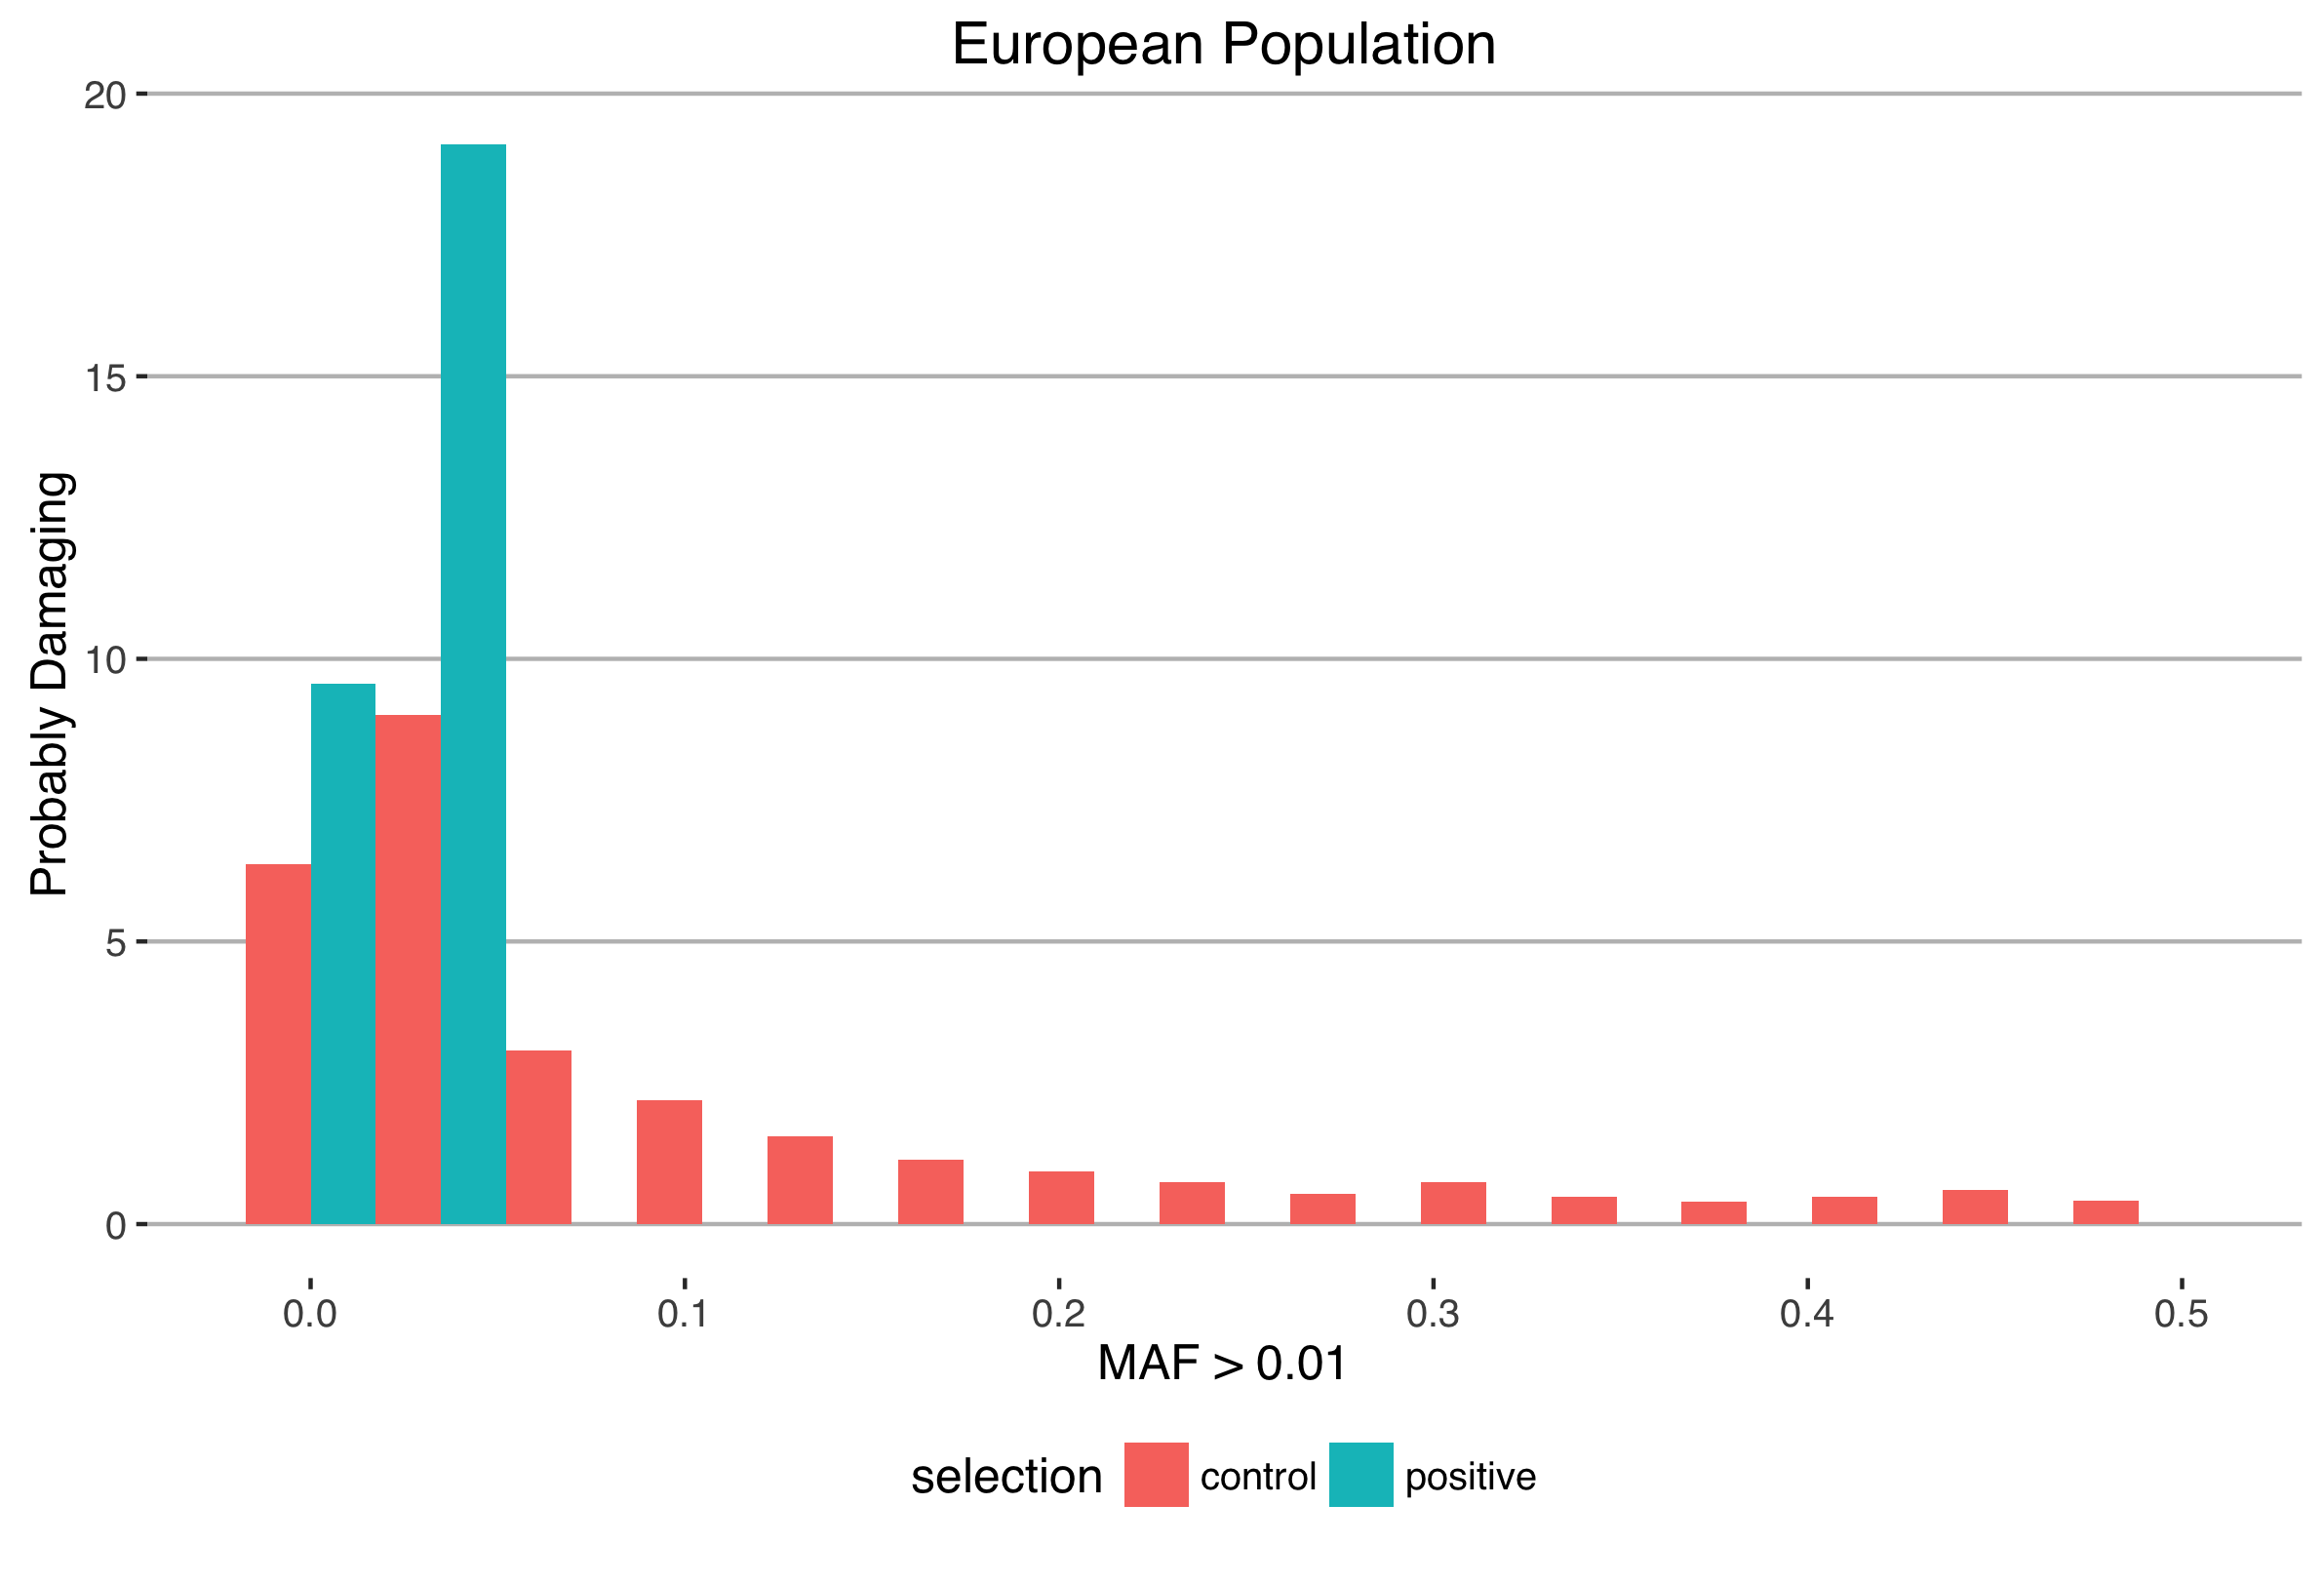 European Population
20
15
10
5
0
Probably Damaging
0.0 0.1 0.2 0.3 0.4 0.5
MAF > 0.01
selection control positive